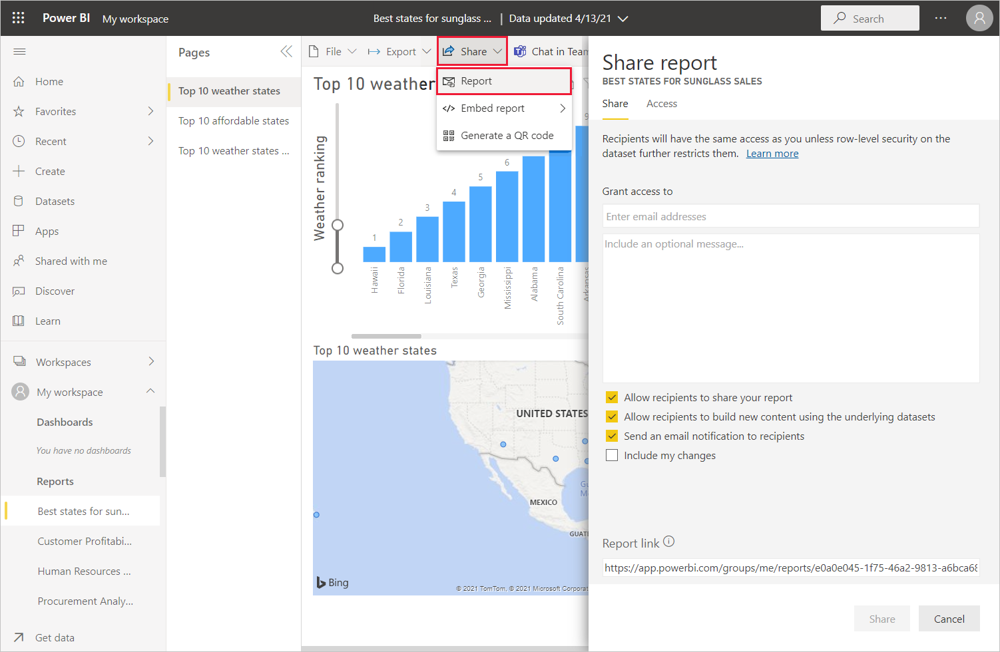 Power BI
My workspace
Best states for sunglass ...
Data updated 4/13/21
Search
Home
Favorites
Recent
Create
Datasets
Apps
Shared with me
Discover
Learn
Workspaces
My workspace
Dashboards
You have no dashboards
Reports
Best states for sun...
Customer Profitabi...
Human Resources ...
Procurement Analy...
Get data
Pages
Top 10 weather states
Top 10 affordable states
Top 10 weather states ...
File
Export
Share
Chat in Team
Report
Embed report
Generate a QR code
Top 10 weather
Weather ranking
1
2
3
4
5
6
9
Hawaii
Florida
Louisiana
Texas
Georgia
Mississippi
Alabama
South Carolina
Arkansas
Top 10 weather states
UNITED STATES
MEXICO
Gu
M
GUATE
Bing
© 2021 TomTom, © 2021 Microsoft Corporat
Share report
BEST STATES FOR SUNGLASS SALES
Share
Access
Recipients will have the same access as you unless row-level security on the
dataset further restricts them. Learn more
Grant access to
Enter email addresses
Include an optional message...
Allow recipients to share your report
Allow recipients to build new content using the underlying datasets
Send an email notification to recipients
Include my changes
Report link
https://app.powerbi.com/groups/me/reports/e0a0e045-1f75-46a2-9813-a6bca68
Share
Cancel